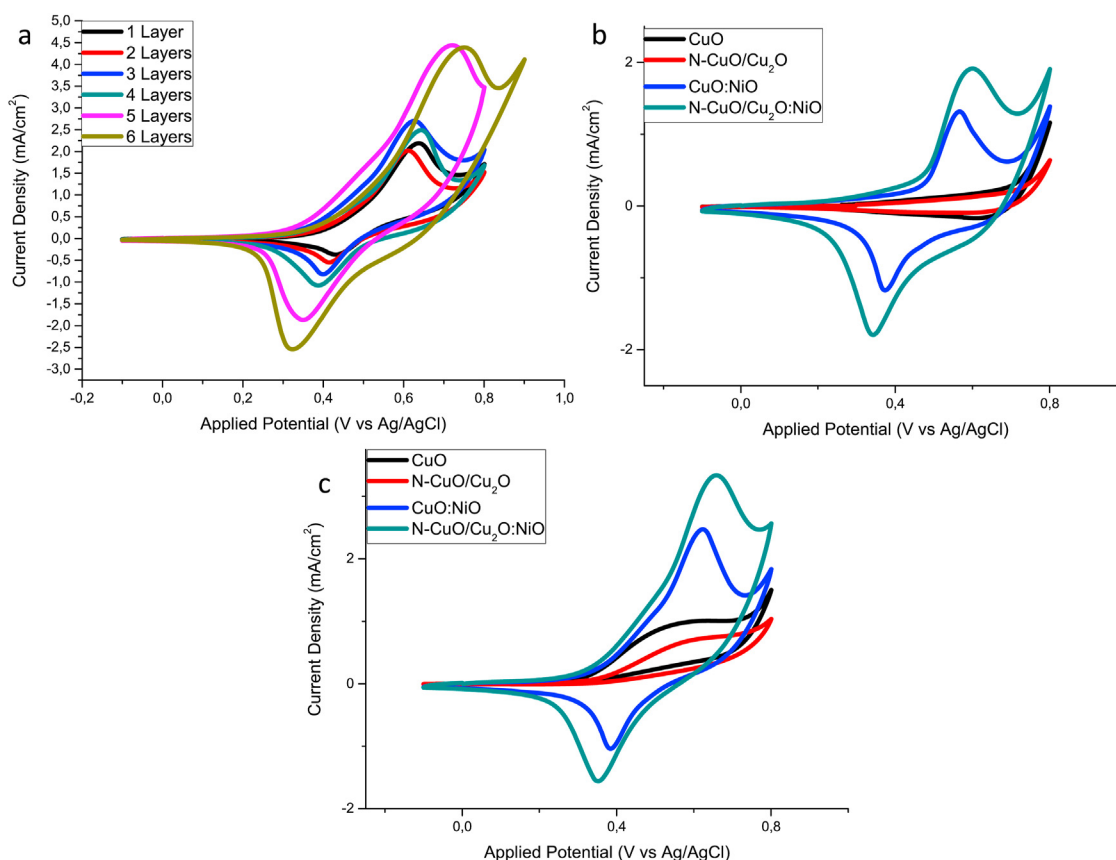 a
1 Layer
2 Layers
3 Layers
4 Layers
5 Layers
6 Layers
5,0
4,5
4,0
3,5
3,0
2,5
2,0
1,5
1,0
0,5
0,0
-0,5
-1,0
-1,5
-2,0
-2,5
-3,0
Current Density (mA/cm²)
-0,2 0,0 0,2 0,4 0,6 0,8 1,0
Applied Potential (V vs Ag/AgCl)
b
CuO
N-CuO/Cu₂O
CuO:NiO
N-CuO/Cu₂O:NiO
2
0
-2
Current Density (mA/cm²)
0,0 0,4 0,8
Applied Potential (V vs Ag/AgCl)
c
CuO
N-CuO/Cu₂O
CuO:NiO
N-CuO/Cu₂O:NiO
2
0
-2
Current Density (mA/cm²)
0,0 0,4 0,8
Applied Potential (V vs Ag/AgCl)